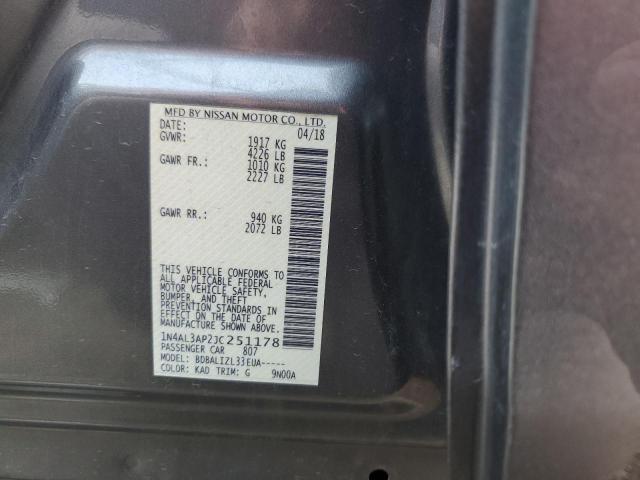 MFD BY NISSAN MOTOR CO., LTD.
DATE: 04/18
GVWR: 1917 KG
4226 LB
GAWR FR.: 1010 KG
2227 LB
GAWR RR.: 940 KG
2072 LB
THIS VEHICLE CONFORMS TO
ALL APPLICABLE FEDERAL
MOTOR VEHICLE SAFETY,
BUMPER, AND THEFT
PREVENTION STANDARDS IN
EFFECT ON THE DATE OF
MANUFACTURE SHOWN ABOVE.
1N4AL3AP2JC251178
PASSENGER CAR 807
MODEL: BDBALIZL33EUA-----
COLOR: KAD TRIM: G 9N00A